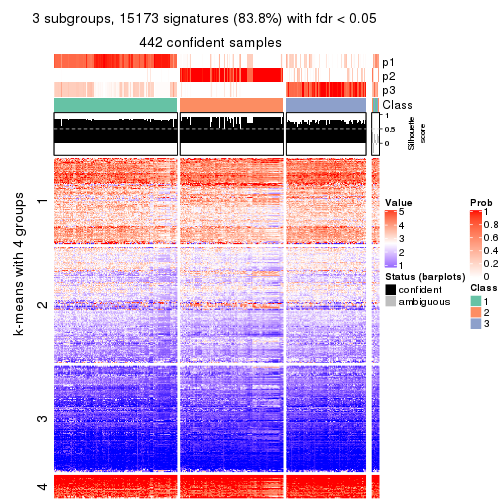 3 subgroups, 15173 signatures (83.8%) with fdr < 0.05
442 confident samples
p1
p2
p3
Class
1
0.5
0
Silhouette
score
k-means with 4 groups
1
2
3
4
Value
5
4
3
2
1
Status (barplots)
confident
ambiguous
Prob
1
0.8
0.6
0.4
0.2
0
Class
1
2
3